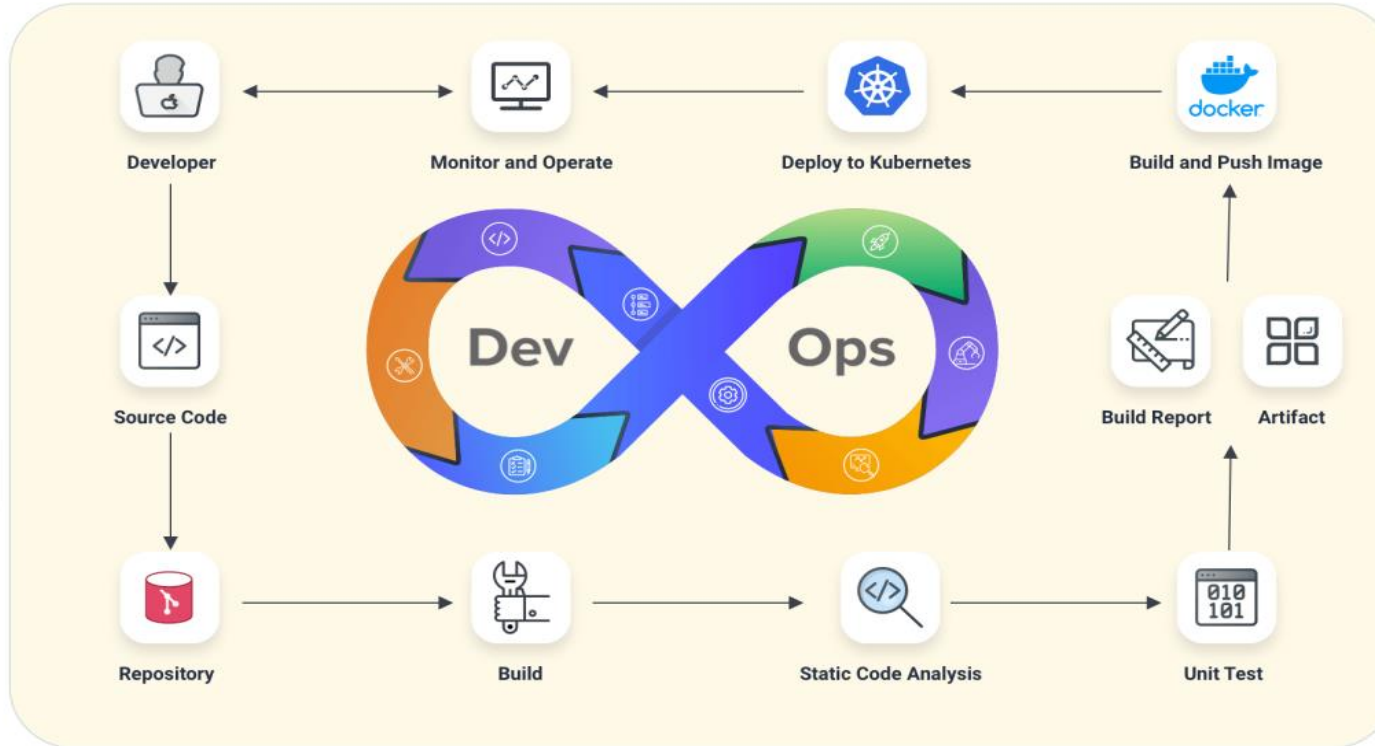 docker
Developer
Monitor and Operate
Deploy to Kubernetes
Build and Push Image
Dev
Ops
Source Code
Build Report
Artifact
010
101
Repository
Build
Static Code Analysis
Unit Test